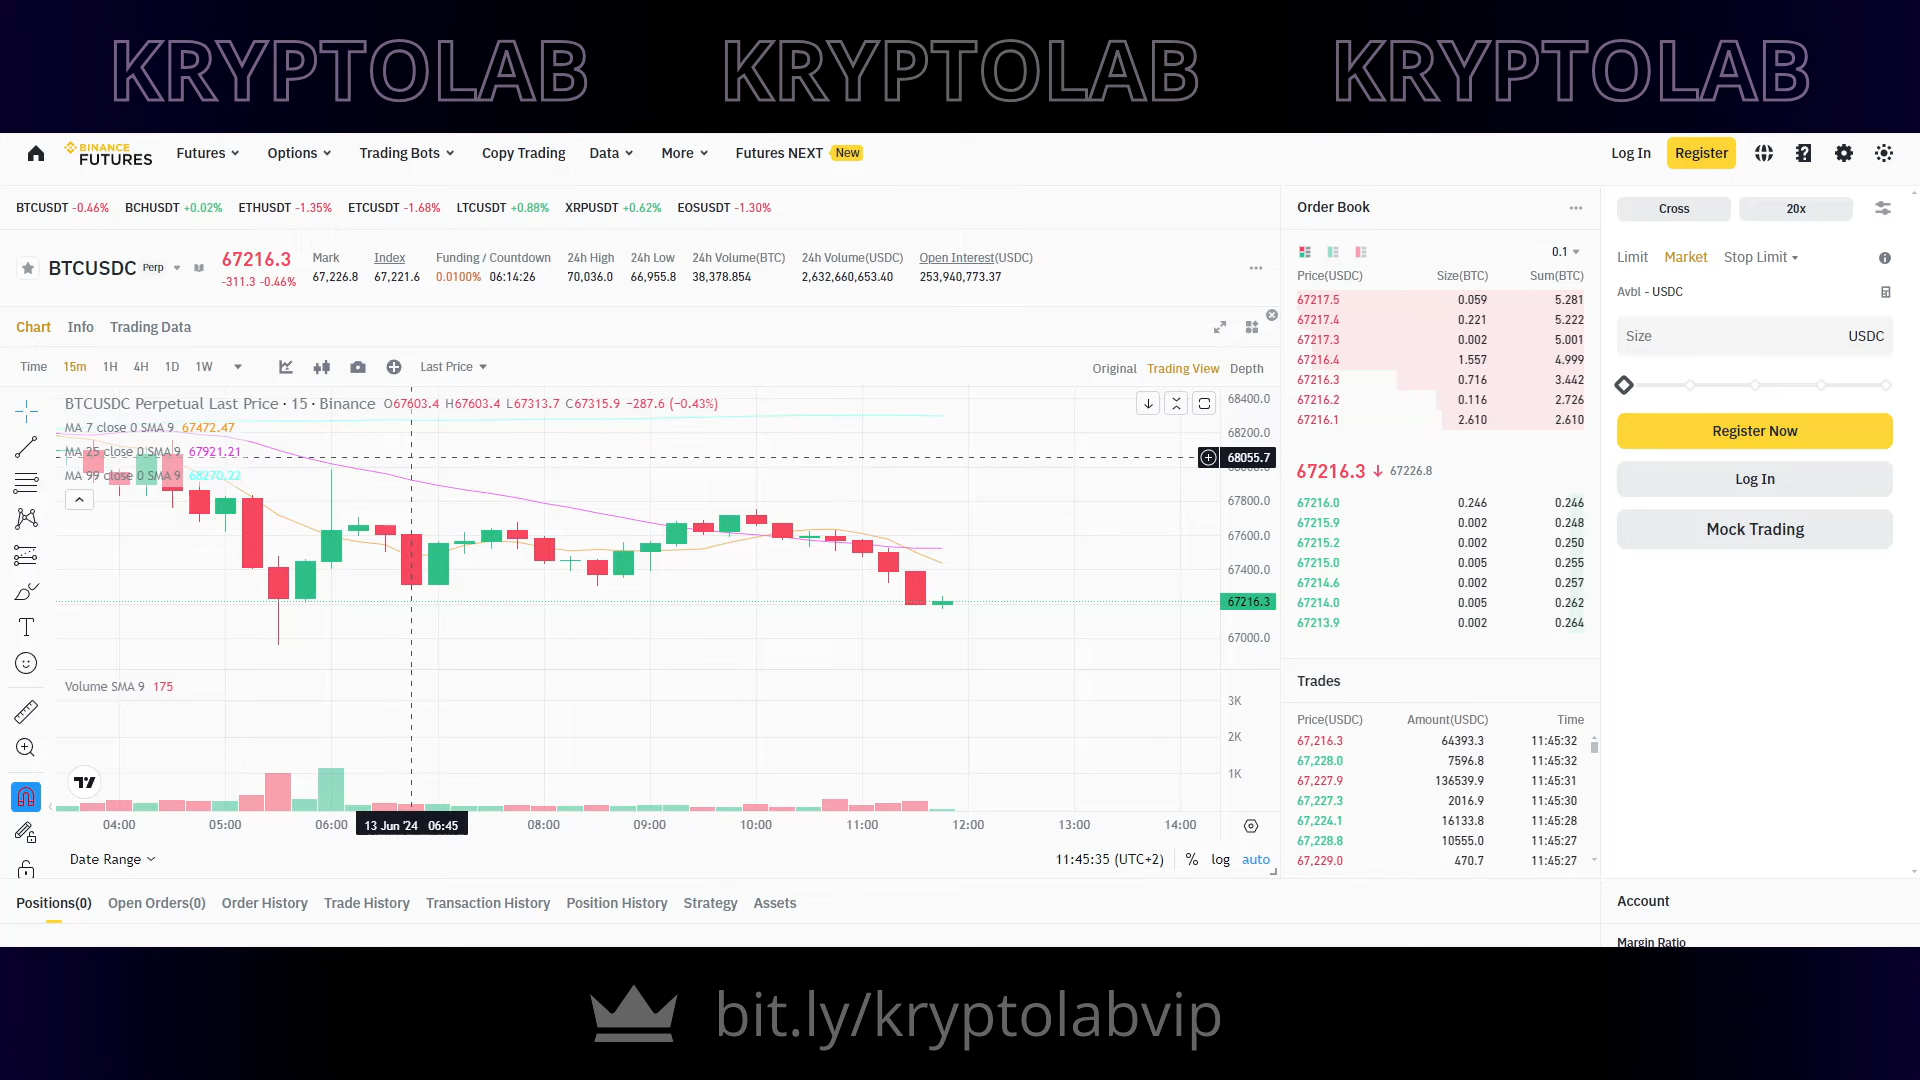 KRYPTOLAB KRYPTOLAB KRYPTOLAB
BINANCE FUTURES Futures Options Trading Bots Copy Trading Data More Futures NEXT New Log In Register
BTCUSDT -0.46% BCHUSDT +0.02% ETHUSDT -1.35% ETCUSDT -1.68% LTCUSDT +0.88% XRPUSDT +0.62% EOSUSDT -1.30%
BTCUSDC Perp
67216.3
-311.3 -0.46%
Mark Index Funding / Countdown 24h High 24h Low 24h Volume(BTC) 24h Volume(USDC) Open Interest(USDC)
67,226.8 67,221.6 0.0100% 06:14:26 70,036.0 66,955.8 38,378.854 2,632,660,653.40 253,940,773.37
Chart Info Trading Data
Time 15m 1H 4H 1D 1W Last Price Original Trading View Depth
BTCUSDC Perpetual Last Price · 15 · Binance O67603.4 H67603.4 L67313.7 C67315.9 −287.6 (−0.43%)
MA 7 close 0 SMA 9 67472.47
MA 25 close 0 SMA 9 67921.21
MA 99 close 0 SMA 9 68270.22
68400.0
68200.0
68055.7
68000.0
67800.0
67600.0
67400.0
67216.3
67000.0
Volume SMA 9 175
3K
2K
1K
04:00 05:00 06:00 13 Jun '24 06:45 08:00 09:00 10:00 11:00 12:00 13:00 14:00
Date Range 11:45:35 (UTC+2) % log auto
Order Book
0.1
Price(USDC) Size(BTC) Sum(BTC)
67217.5 0.059 5.281
67217.4 0.221 5.222
67217.3 0.002 5.001
67216.4 1.557 4.999
67216.3 0.716 3.442
67216.2 0.116 2.726
67216.1 2.610 2.610
67216.3 67226.8
67216.0 0.246 0.246
67215.9 0.002 0.248
67215.2 0.002 0.250
67215.0 0.005 0.255
67214.6 0.002 0.257
67214.0 0.005 0.262
67213.9 0.002 0.264
Trades
Price(USDC) Amount(USDC) Time
67,216.3 64393.3 11:45:32
67,228.0 7596.8 11:45:32
67,227.9 136539.9 11:45:31
67,227.3 2016.9 11:45:30
67,224.1 16133.8 11:45:28
67,228.8 10555.0 11:45:27
67,229.0 470.7 11:45:27
Cross 20x
Limit Market Stop Limit
Avbl - USDC
Size USDC
Register Now
Log In
Mock Trading
Positions(0) Open Orders(0) Order History Trade History Transaction History Position History Strategy Assets
Account
Margin Ratio
bit.ly/kryptolabvip